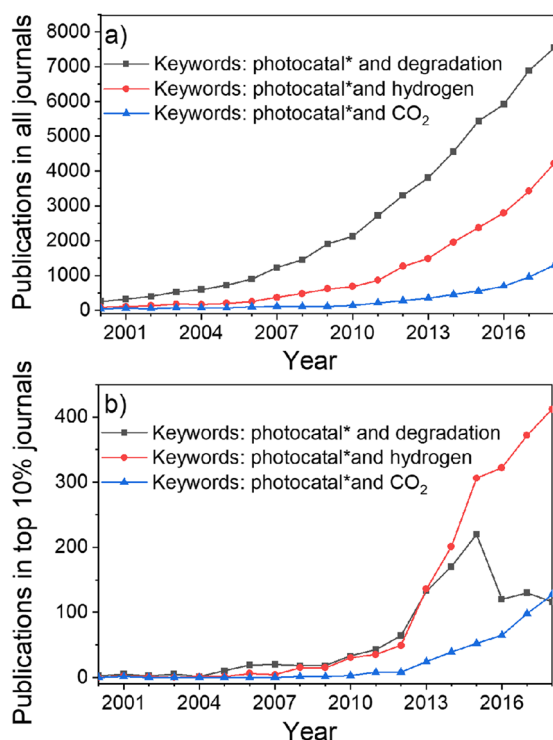 a)
Keywords: photocatal* and degradation
Keywords: photocatal*and hydrogen
Keywords: photocatal*and CO₂
Publications in all journals
8000
7000
6000
5000
4000
3000
2000
1000
0
2001 2004 2007 2010 2013 2016
Year
b)
Keywords: photocatal* and degradation
Keywords: photocatal*and hydrogen
Keywords: photocatal*and CO₂
Publications in top 10% journals
400
300
200
100
0
2001 2004 2007 2010 2013 2016
Year